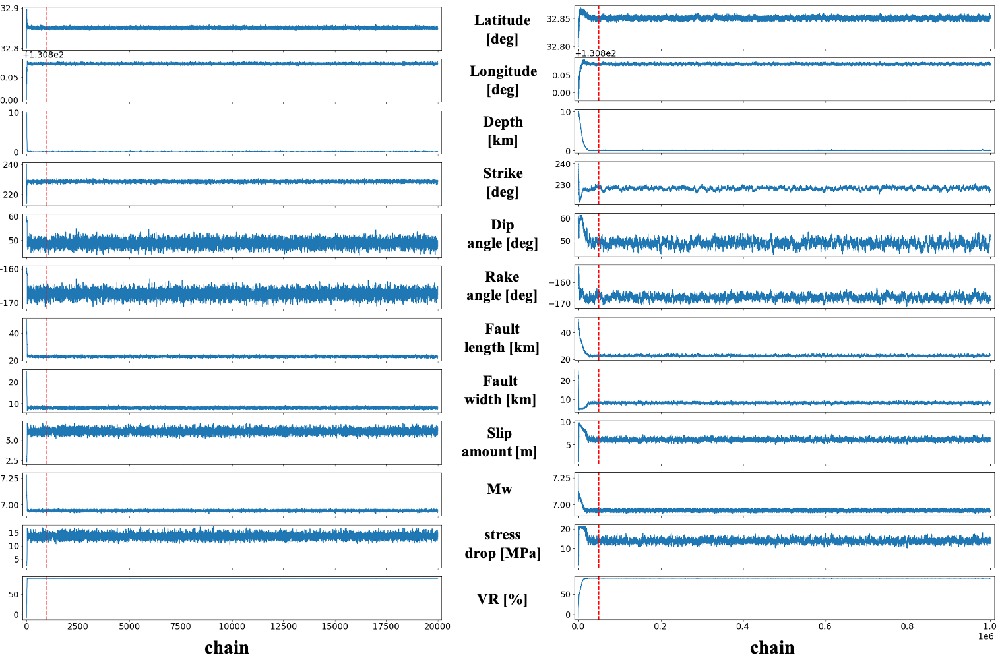 32.9
32.8
Latitude
[deg]
32.85
32.80
+1.308e2
0.05
0.00
Longitude
[deg]
+1.308e2
0.05
0.00
10
0
Depth
[km]
10
0
240
220
Strike
[deg]
240
230
60
50
Dip
angle [deg]
60
50
−160
−170
Rake
angle [deg]
−160
−170
40
20
Fault
length [km]
40
20
20
10
Fault
width [km]
20
10
5.0
2.5
Slip
amount [m]
10
5
7.25
7.00
Mw
7.25
7.00
15
10
5
stress
drop [MPa]
20
10
50
0
VR [%]
50
0
0 2500 5000 7500 10000 12500 15000 17500 20000
chain
0.0 0.2 0.4 0.6 0.8 1.0
1e6
chain